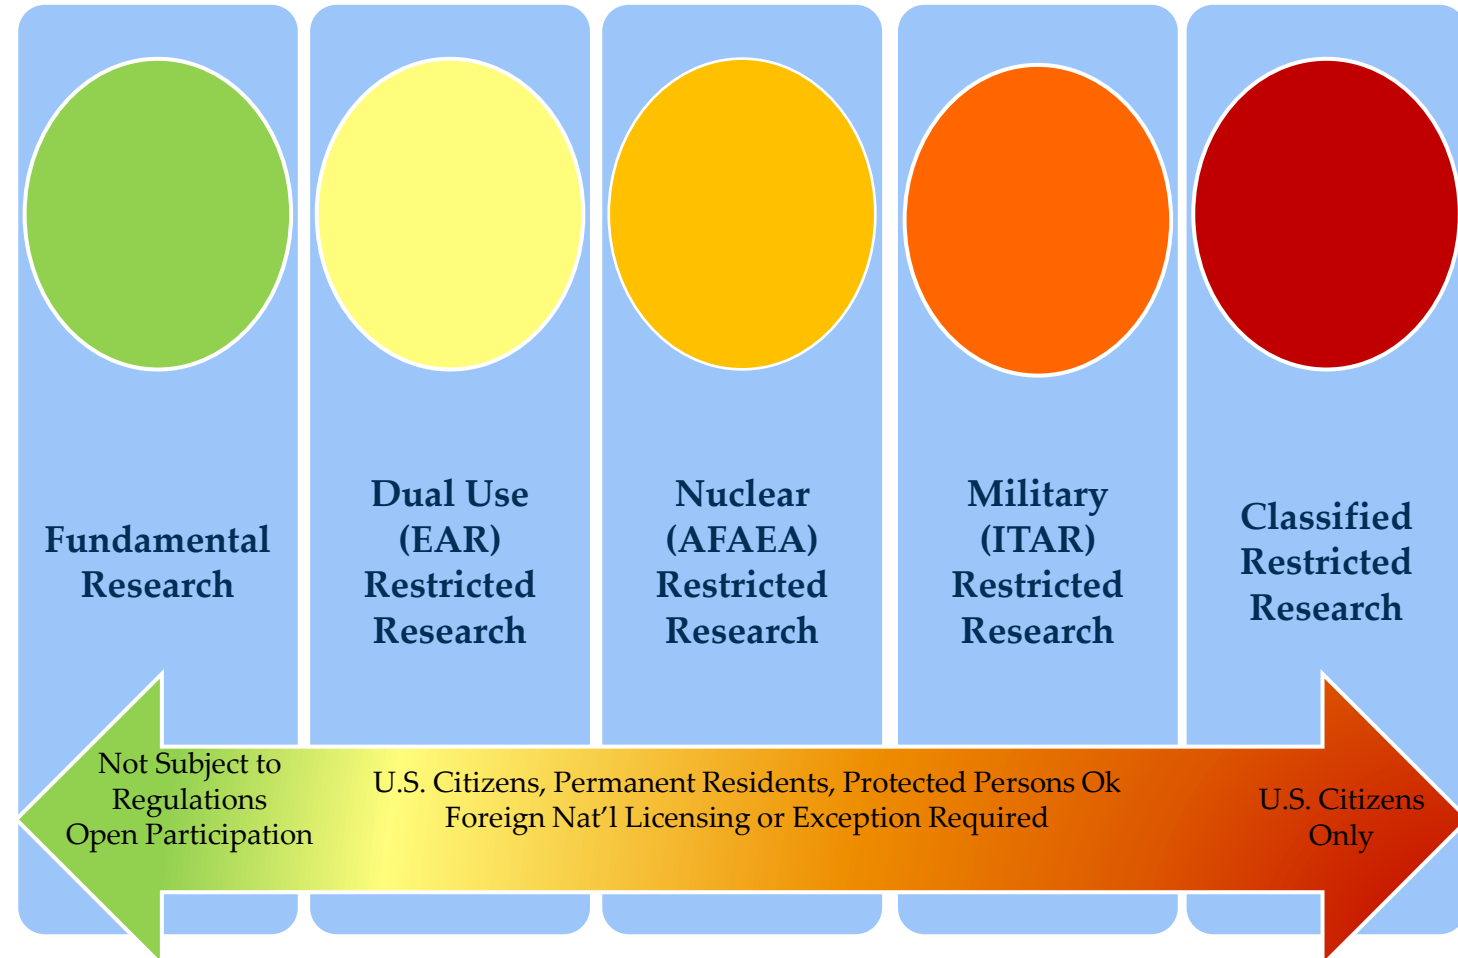 Fundamental
Research
Dual Use
(EAR)
Restricted
Research
Nuclear
(AFAEA)
Restricted
Research
Military
(ITAR)
Restricted
Research
Classified
Restricted
Research
Not Subject to
Regulations
Open Participation
U.S. Citizens, Permanent Residents, Protected Persons Ok
Foreign Nat’l Licensing or Exception Required
U.S. Citizens
Only